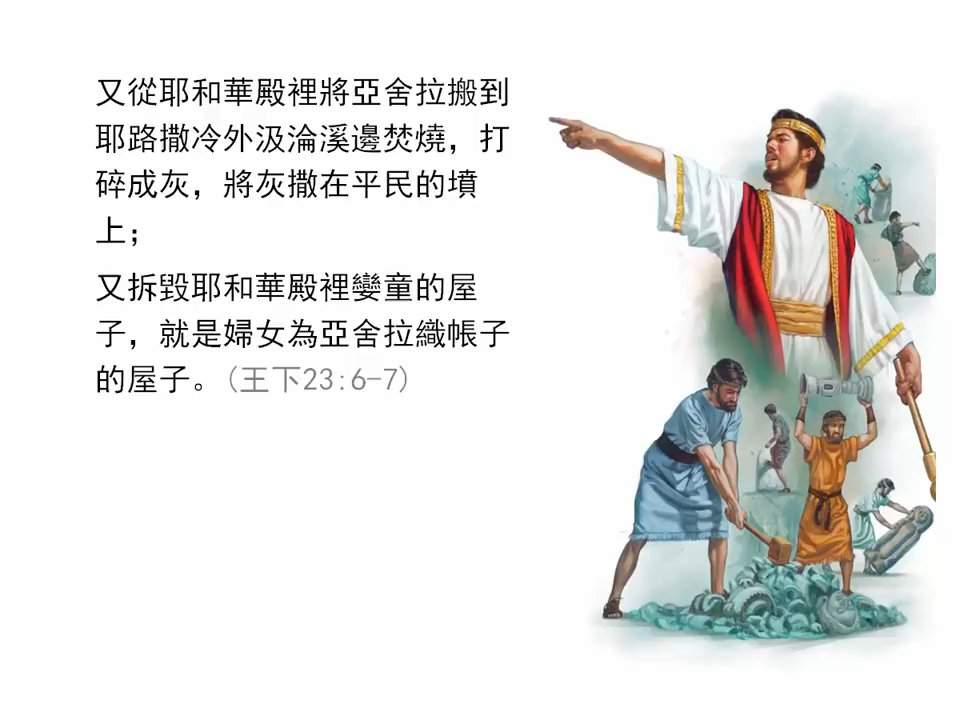 又從耶和華殿裡將亞舍拉搬到
耶路撒冷外汲淪溪邊焚燒，打
碎成灰，將灰撒在平民的墳
上；
又拆毀耶和華殿裡孌童的屋
子，就是婦女為亞舍拉織帳子
的屋子。(王下23:6-7)